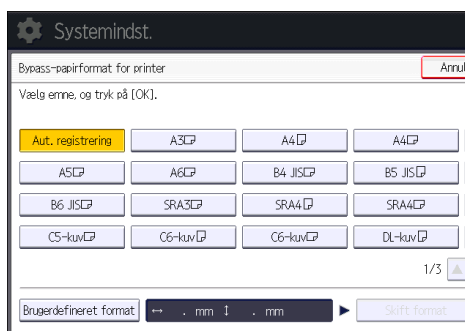 Systemindst.
Bypass-papirformat for printer
Annul
Vælg emne, og tryk på [OK].
Aut. registrering A3 A4 A4
A5 A6 B4 JIS B5 JIS
B6 JIS SRA3 SRA4 SRA4
C5-kuv C6-kuv C6-kuv DL-kuv
1/3
Brugerdefineret format ↔ . mm ↕ . mm Skift format